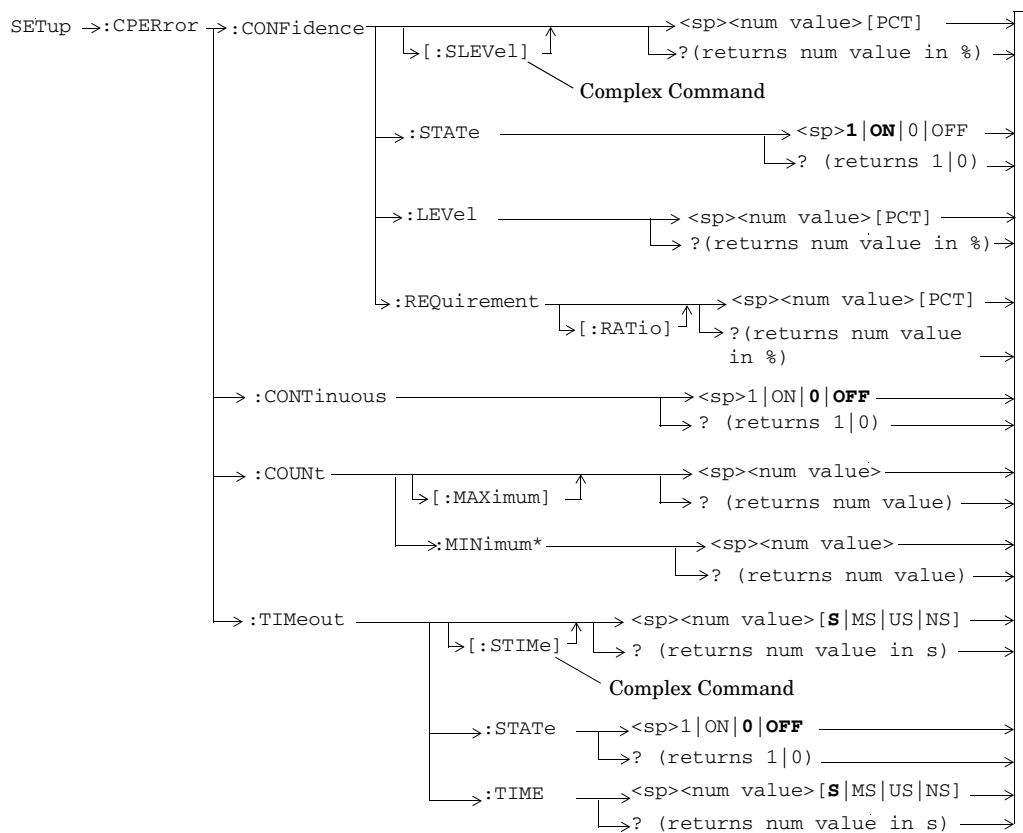 SETup :CPERror :CONFidence <sp><num value>[PCT]
[:SLEVel] ?(returns num value in %)
Complex Command
:STATe <sp>1|ON|0|OFF
? (returns 1|0)
:LEVel <sp><num value>[PCT]
?(returns num value in %)
:REQuirement <sp><num value>[PCT]
[:RATio] ?(returns num value
in %)
:CONTinuous <sp>1|ON|0|OFF
? (returns 1|0)
:COUNt <sp><num value>
[:MAXimum] ? (returns num value)
:MINimum* <sp><num value>
? (returns num value)
:TIMeout <sp><num value>[S|MS|US|NS]
[:STIMe] ? (returns num value in s)
Complex Command
:STATe <sp>1|ON|0|OFF
? (returns 1|0)
:TIME <sp><num value>[S|MS|US|NS]
? (returns num value in s)